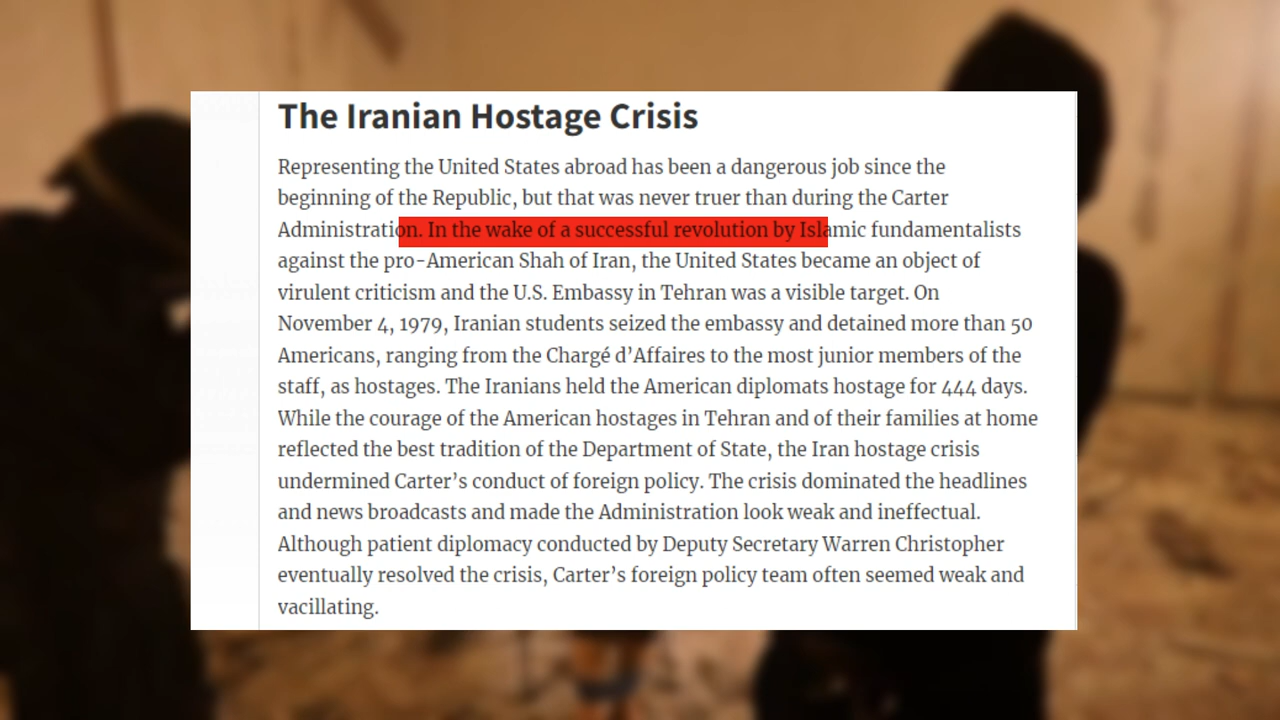 The Iranian Hostage Crisis
Representing the United States abroad has been a dangerous job since the
beginning of the Republic, but that was never truer than during the Carter
Administration. In the wake of a successful revolution by Islamic fundamentalists
against the pro-American Shah of Iran, the United States became an object of
virulent criticism and the U.S. Embassy in Tehran was a visible target. On
November 4, 1979, Iranian students seized the embassy and detained more than 50
Americans, ranging from the Chargé d’Affaires to the most junior members of the
staff, as hostages. The Iranians held the American diplomats hostage for 444 days.
While the courage of the American hostages in Tehran and of their families at home
reflected the best tradition of the Department of State, the Iran hostage crisis
undermined Carter’s conduct of foreign policy. The crisis dominated the headlines
and news broadcasts and made the Administration look weak and ineffectual.
Although patient diplomacy conducted by Deputy Secretary Warren Christopher
eventually resolved the crisis, Carter’s foreign policy team often seemed weak and
vacillating.